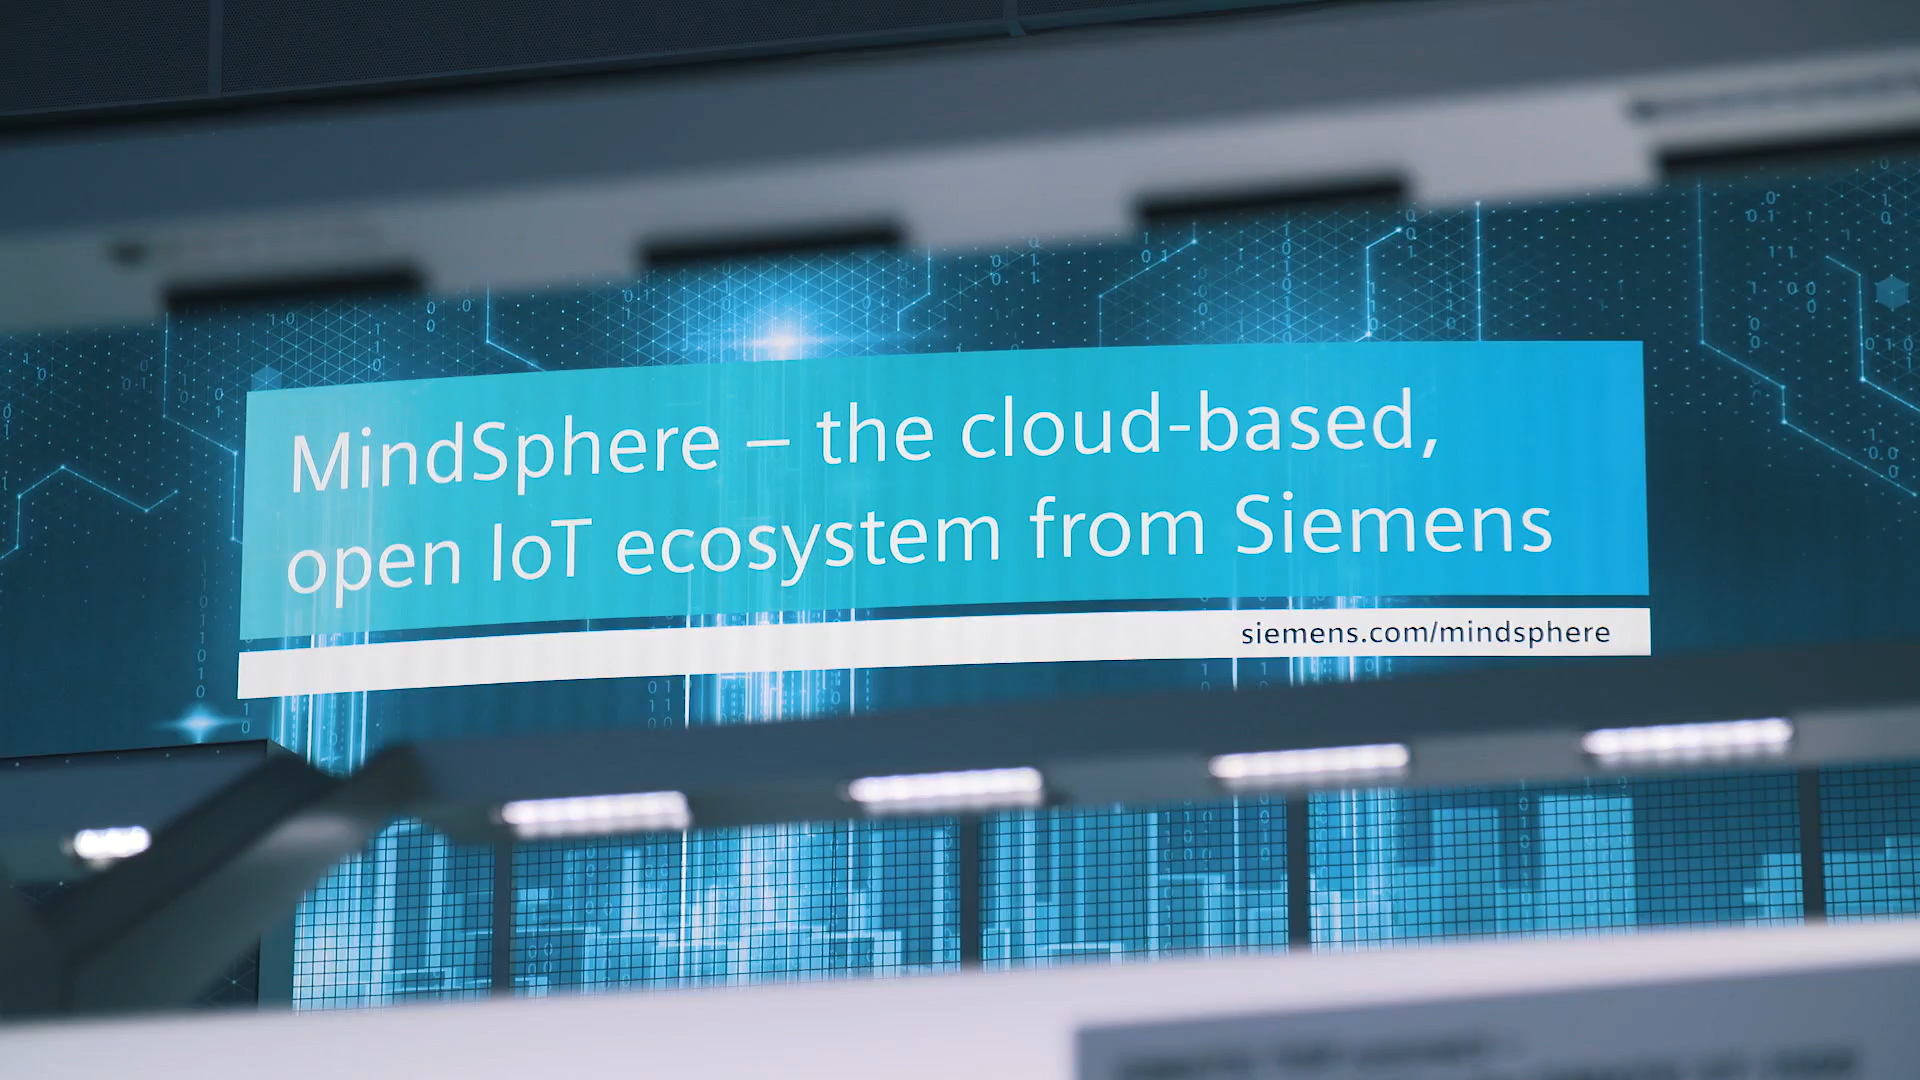 MindSphere – the cloud-based,
open IoT ecosystem from Siemens
siemens.com/mindsphere